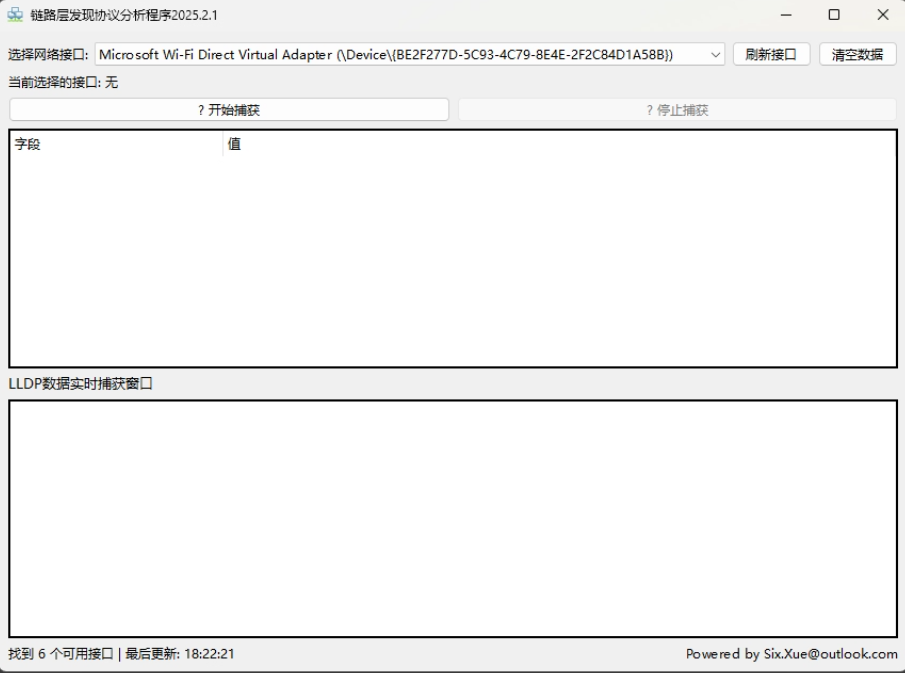 链路层发现协议分析程序2025.2.1
选择网络接口: Microsoft Wi-Fi Direct Virtual Adapter (\Device\{BE2F277D-5C93-4C79-8E4E-2F2C84D1A58B}) 刷新接口 清空数据
当前选择的接口: 无
? 开始捕获 ? 停止捕获
字段 值
LLDP数据实时捕获窗口
找到 6 个可用接口 | 最后更新: 18:22:21 Powered by Six.Xue@outlook.com